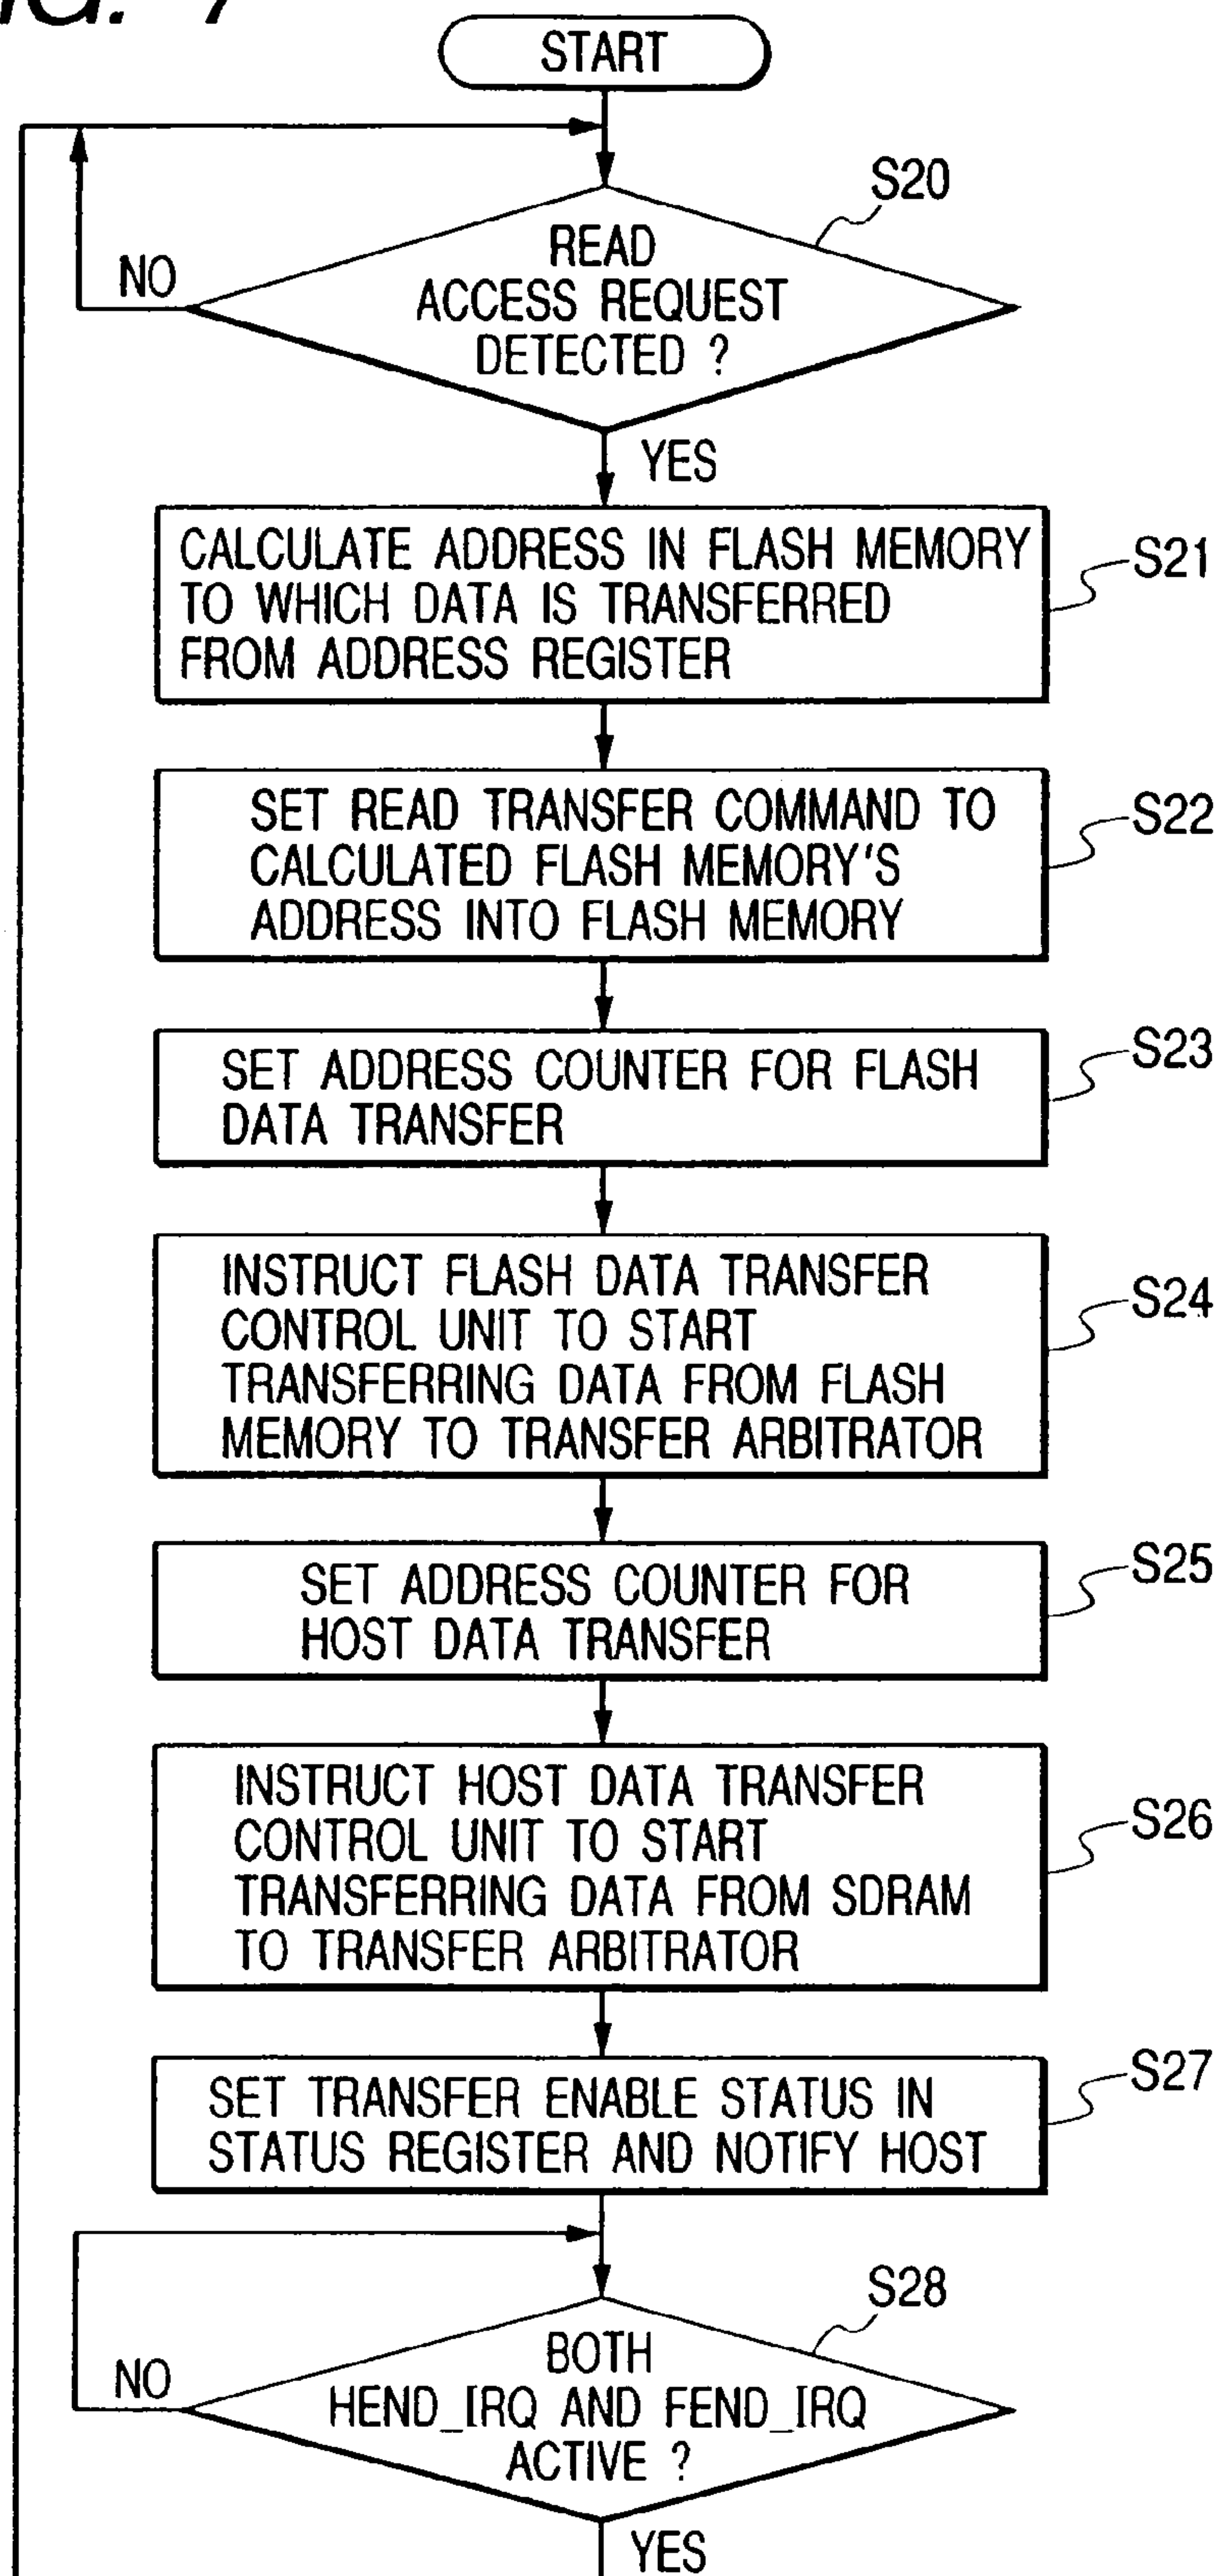 START
S20
READ
ACCESS REQUEST
DETECTED ?
NO
YES
CALCULATE ADDRESS IN FLASH MEMORY
TO WHICH DATA IS TRANSFERRED
FROM ADDRESS REGISTER
S21
SET READ TRANSFER COMMAND TO
CALCULATED FLASH MEMORY'S
ADDRESS INTO FLASH MEMORY
S22
SET ADDRESS COUNTER FOR FLASH
DATA TRANSFER
S23
INSTRUCT FLASH DATA TRANSFER
CONTROL UNIT TO START
TRANSFERRING DATA FROM FLASH
MEMORY TO TRANSFER ARBITRATOR
S24
SET ADDRESS COUNTER FOR
HOST DATA TRANSFER
S25
INSTRUCT HOST DATA TRANSFER
CONTROL UNIT TO START
TRANSFERRING DATA FROM SDRAM
TO TRANSFER ARBITRATOR
S26
SET TRANSFER ENABLE STATUS IN
STATUS REGISTER AND NOTIFY HOST
S27
S28
BOTH
HEND_IRQ AND FEND_IRQ
ACTIVE ?
NO
YES